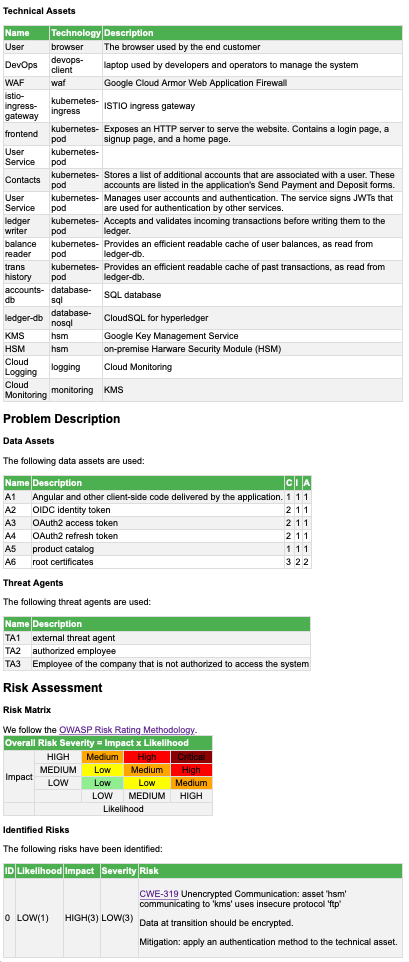 Technical Assets
Name Technology Description
User browser The browser used by the end customer
DevOps devops-client laptop used by developers and operators to manage the system
WAF waf Google Cloud Armor Web Application Firewall
istio-ingress-gateway kubernetes-ingress ISTIO ingress gateway
frontend kubernetes-pod Exposes an HTTP server to serve the website. Contains a login page, a signup page, and a home page.
User Service kubernetes-pod
Contacts kubernetes-pod Stores a list of additional accounts that are associated with a user. These accounts are listed in the application's Send Payment and Deposit forms.
User Service kubernetes-pod Manages user accounts and authentication. The service signs JWTs that are used for authentication by other services.
ledger writer kubernetes-pod Accepts and validates incoming transactions before writing them to the ledger.
balance reader kubernetes-pod Provides an efficient readable cache of user balances, as read from ledger-db.
trans history kubernetes-pod Provides an efficient readable cache of past transactions, as read from ledger-db.
accounts-db database-sql SQL database
ledger-db database-nosql CloudSQL for hyperledger
KMS hsm Google Key Management Service
HSM hsm on-premise Harware Security Module (HSM)
Cloud Logging logging Cloud Monitoring
Cloud Monitoring monitoring KMS
Problem Description
Data Assets
The following data assets are used:
Name Description C I A
A1 Angular and other client-side code delivered by the application. 1 1 1
A2 OIDC identity token 2 1 1
A3 OAuth2 access token 2 1 1
A4 OAuth2 refresh token 2 1 1
A5 product catalog 1 1 1
A6 root certificates 3 2 2
Threat Agents
The following threat agents are used:
Name Description
TA1 external threat agent
TA2 authorized employee
TA3 Employee of the company that is not authorized to access the system
Risk Assessment
Risk Matrix
We follow the OWASP Risk Rating Methodology.
Overall Risk Severity = Impact x Likelihood
Impact
HIGH Medium High Critical
MEDIUM Low Medium High
LOW Low Low Medium
LOW MEDIUM HIGH
Likelihood
Identified Risks
The following risks have been identified:
ID Likelihood Impact Severity Risk
0 LOW(1) HIGH(3) LOW(3) CWE-319 Unencrypted Communication: asset 'hsm'
communicating to 'kms' uses insecure protocol 'ftp'
Data at transition should be encrypted.
Mitigation: apply an authentication method to the technical asset.